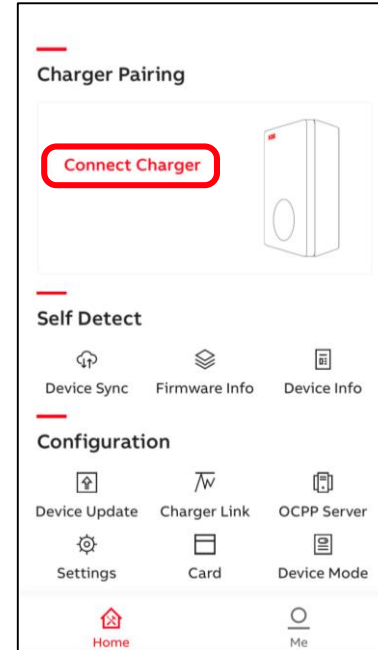 Charger Pairing
Connect Charger
Self Detect
Device Sync Firmware Info Device Info
Configuration
Device Update Charger Link OCPP Server
Settings Card Device Mode
Home Me